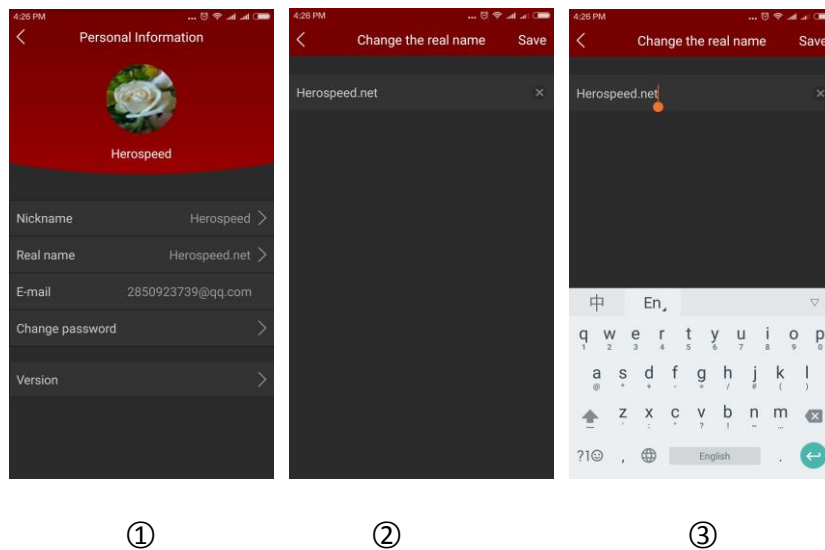 4:26 PM
Personal Information
Herospeed
Nickname Herospeed
Real name Herospeed.net
E-mail 2850923739@qq.com
Change password
Version
①
4:26 PM
Change the real name Save
Herospeed.net
②
4:26 PM
Change the real name Save
Herospeed.net
中 En
q w e r t y u i o p
1 2 3 4 5 6 7 8 9 0
a s d f g h j k l
z x c v b n m
?1☺ , English .
③